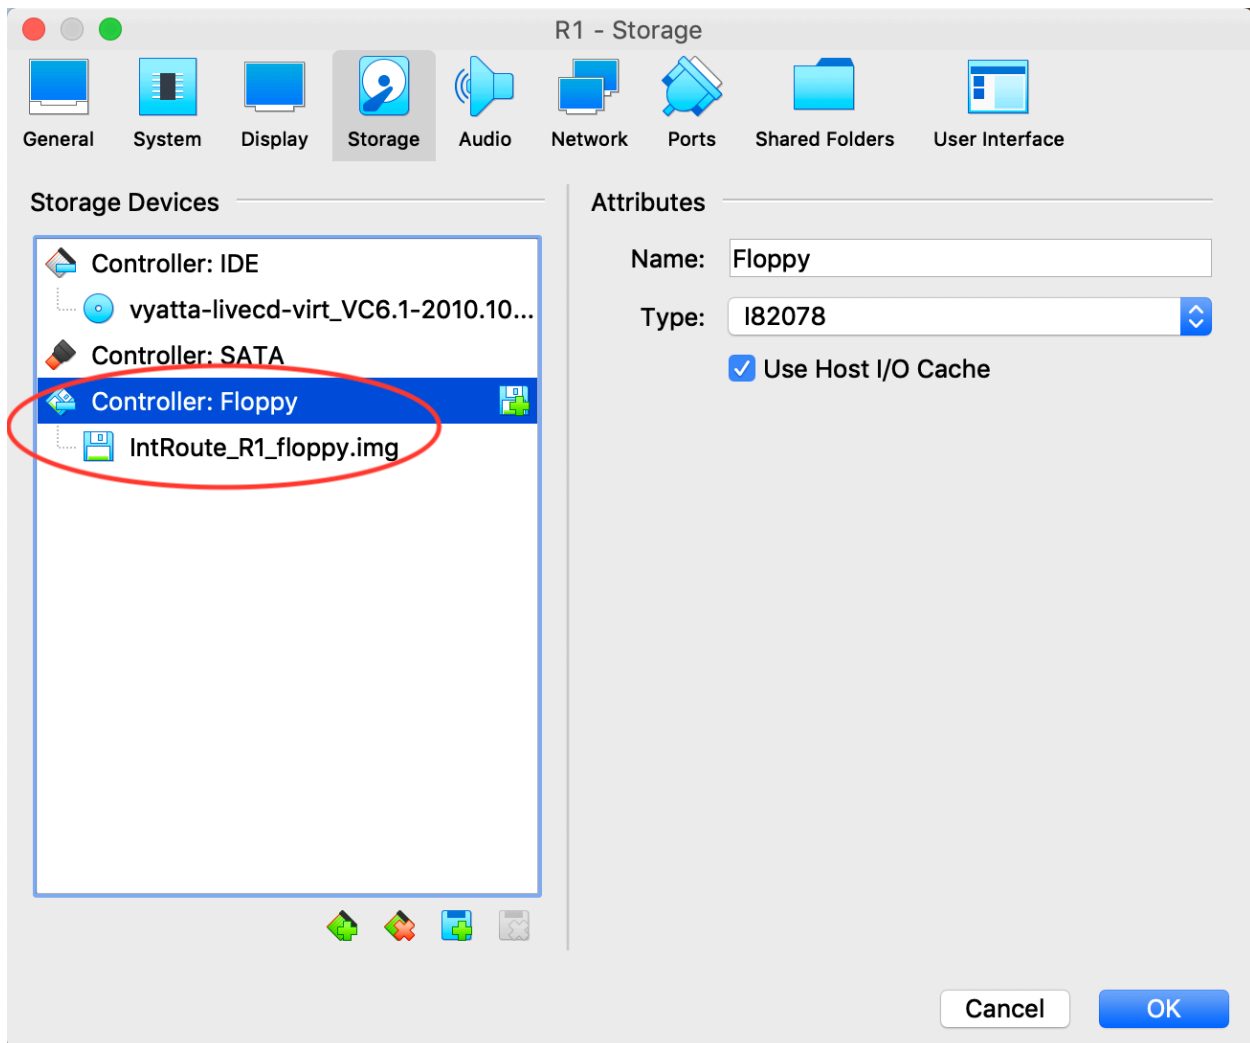 R1 - Storage
General System Display Storage Audio Network Ports Shared Folders User Interface
Storage Devices
Controller: IDE
vyatta-livecd-virt_VC6.1-2010.10...
Controller: SATA
Controller: Floppy
IntRoute_R1_floppy.img
Attributes
Name: Floppy
Type: I82078
Use Host I/O Cache
Cancel OK